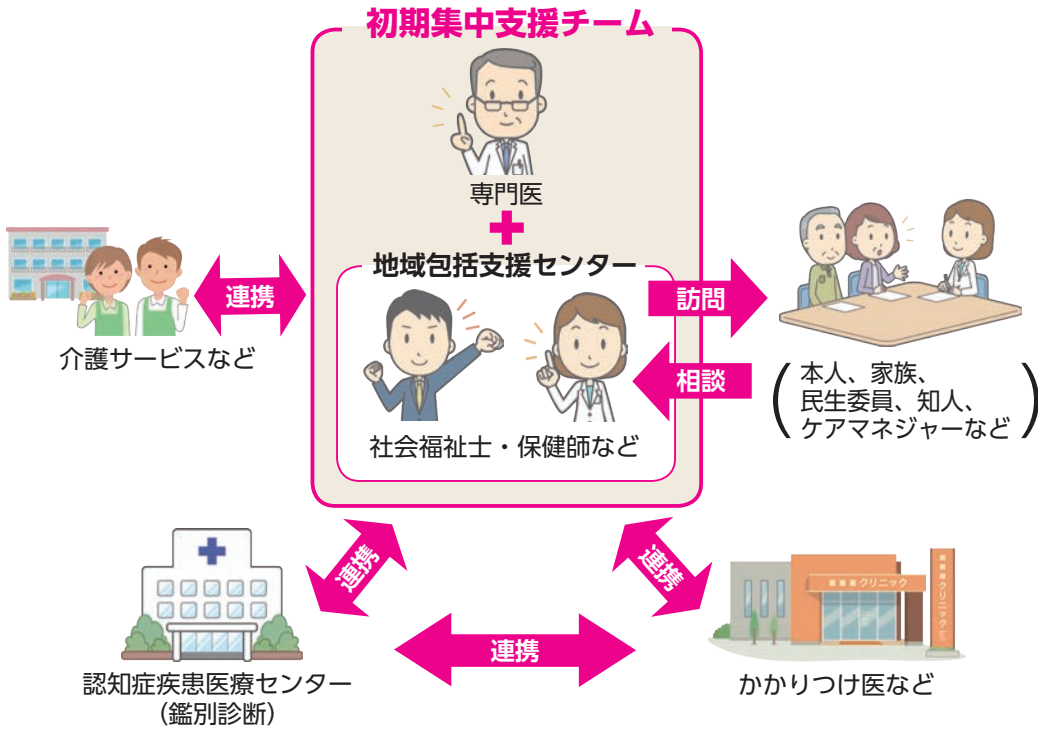 初期集中支援チーム
専門医
地域包括支援センター
社会福祉士・保健師など
連携
介護サービスなど
訪問
相談
本人、家族、
民生委員、知人、
ケアマネジャーなど
連携
連携
連携
認知症疾患医療センター
（鑑別診断）
クリニック
クリニック
かかりつけ医など